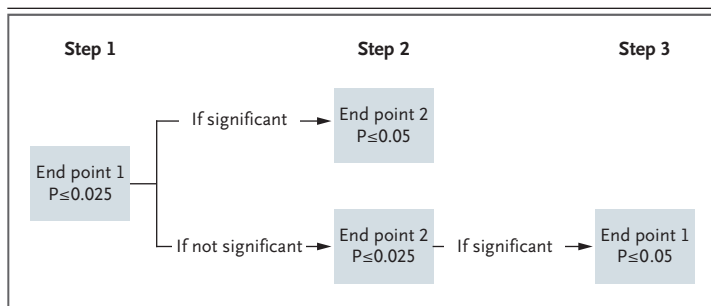 Step 1
Step 2
Step 3
End point 1
P≤0.025
If significant
End point 2
P≤0.05
If not significant
End point 2
P≤0.025
If significant
End point 1
P≤0.05